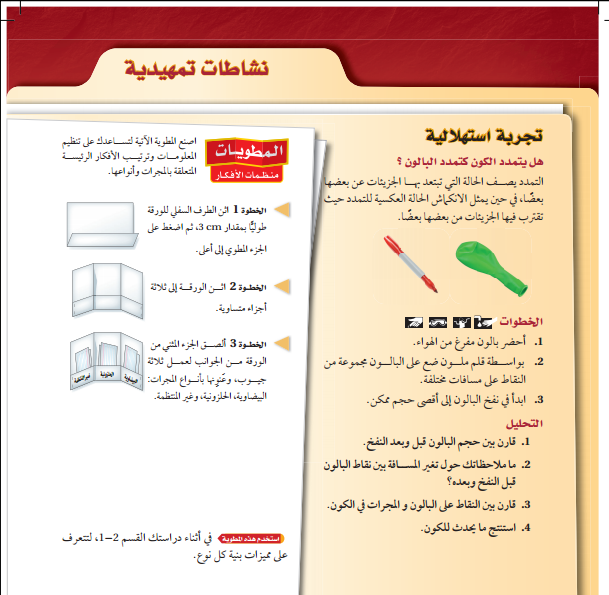 نشاطات تمهيدية
تجربة استهلالية
هل يتمدد الكون كتمدد البالون ؟
التمدد يصف الحالة التي تبتعد بها الجزيئات عن بعضها
بعضًا، في حين يمثل الانكماش الحالة العكسية للتمدد حيث
تقترب فيها الجزيئات من بعضها بعضًا.
الخطوات
1. أحضر بالون مفرغ من الهواء.
2. بواسطة قلم ملون ضع على البالون مجموعة من
النقاط على مسافات مختلفة.
3. ابدأ في نفخ البالون إلى أقصى حجم ممكن.
التحليل
1. قارن بين حجم البالون قبل وبعد النفخ.
2. ما ملاحظاتك حول تغير المسافة بين نقاط البالون
قبل النفخ وبعده؟
3. قارن بين النقاط على البالون و المجرات في الكون.
4. استنتج ما يحدث للكون.
المطويات
منظمات الأفكار
اصنع المطوية الآتية لتساعدك على تنظيم
المعلومات وترتيب الأفكار الرئيسة
المتعلقة بالمجرات وأنواعها.
الخطوة 1 اثن الطرف السفلي للورقة
طوليًّا بمقدار 3 cm، ثم اضغط على
الجزء المطوي إلى أعلى.
الخطوة 2 اثن الورقة إلى ثلاثة
أجزاء متساوية.
الخطوة 3 ألصق الجزء المثني من
الورقة من الجوانب لعمل ثلاثة
جيوب، وعَنوِنها بأنواع المجرات:
البيضاوية، الحلزونية، وغير المنتظمة.
البيضاوية
الحلزونية
غير المنتظمة
استخدم هذه المطوية في أثناء دراستك القسم 2-1، لتتعرف
على مميزات بنية كل نوع.